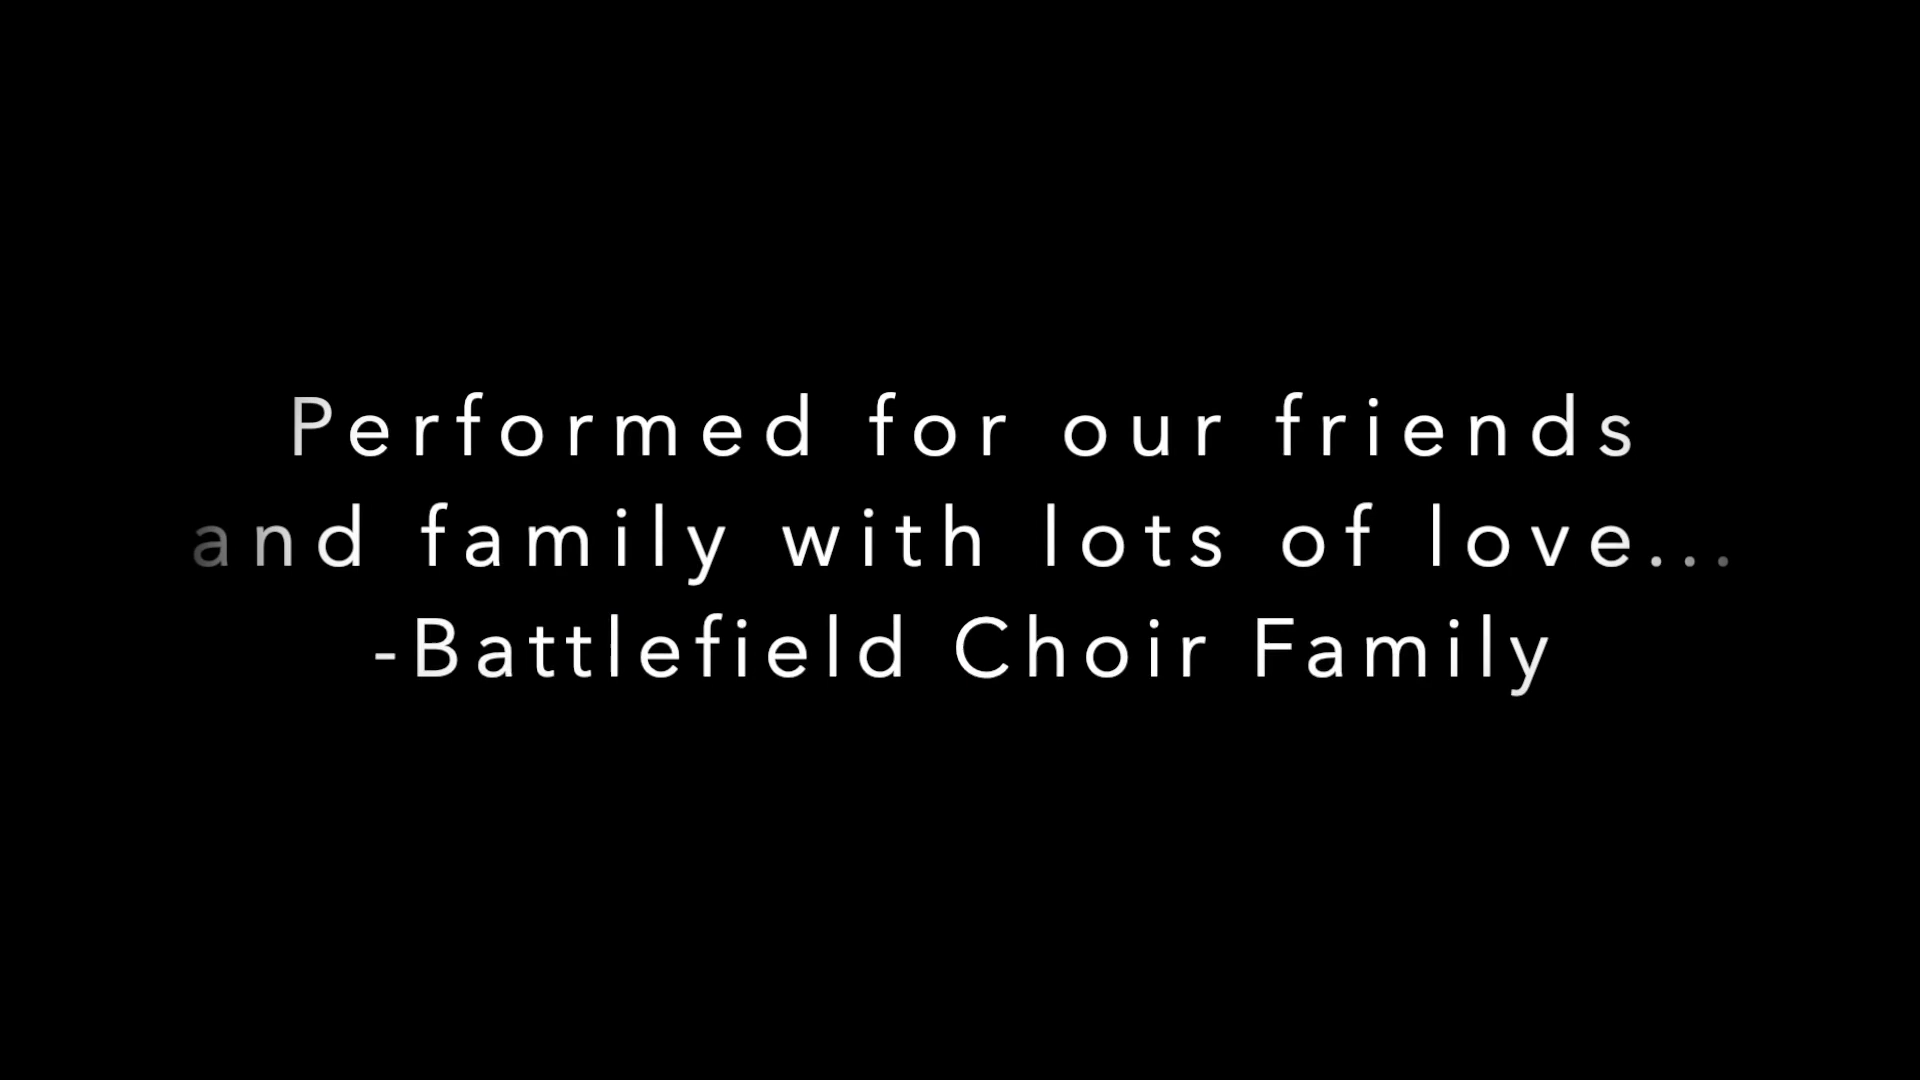 Performed for our friends
and family with lots of love...
-Battlefield Choir Family